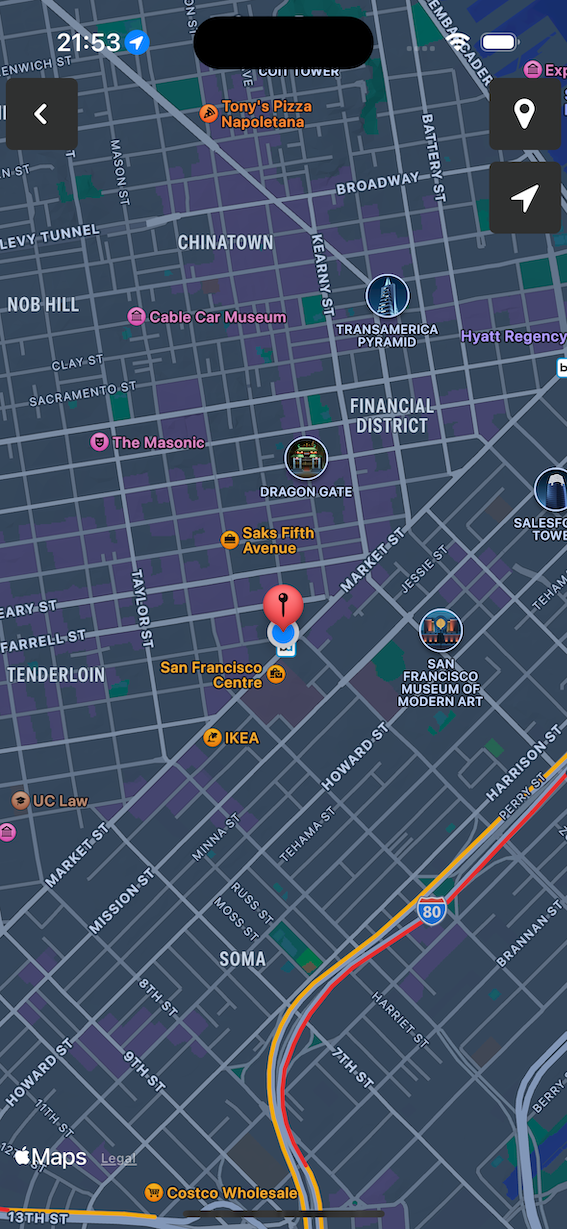 21:53
EMBARCADER
ENWICH ST
COIT TOWER
Exp
Tony's Pizza
Napoletana
MASON ST
BATTERY ST
BROADWAY
LEVY TUNNEL
CHINATOWN
KEARNY ST
NOB HILL
Cable Car Museum
TRANSAMERICA
PYRAMID
Hyatt Regency
CLAY ST
SACRAMENTO ST
FINANCIAL
DISTRICT
The Masonic
DRAGON GATE
SALESFO
TOWE
Saks Fifth
Avenue
MARKET ST
JESSIE ST
TEHAM
TAYLOR ST
EARY ST
FARRELL ST
TENDERLOIN
San Francisco
Centre
SAN
FRANCISCO
MUSEUM OF
MODERN ART
IKEA
HOWARD ST
HARRISON ST
PERRY ST
UC Law
MINNA ST
TEHAMA ST
MARKET ST
MISSION ST
RUSS ST
MOSS ST
80
BRANNAN ST
SOMA
8TH ST
HARRIET ST
HOWARD ST
9TH ST
7TH ST
BERRY S
11TH ST
Maps
Legal
Costco Wholesale
13TH ST